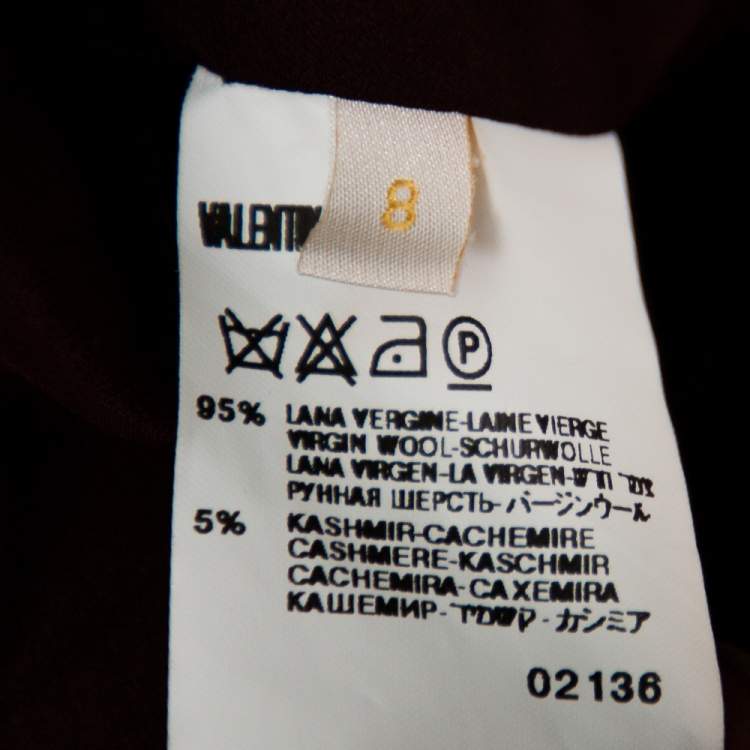 VALENTIN
8
P
95% LANA VERGINE-LAINE VIERGE
VIRGIN WOOL-SCHURWOLLE
LANA VIRGEN-LA VIRGEN-
РУННАЯ ШЕРСТЬ-バージンウール
5% KASHMIR-CACHEMIRE
CASHMERE-KASCHMIR
CACHEMIRA-CAXEMIRA
КАШЕМИР-קשמיר-カシミア
02136